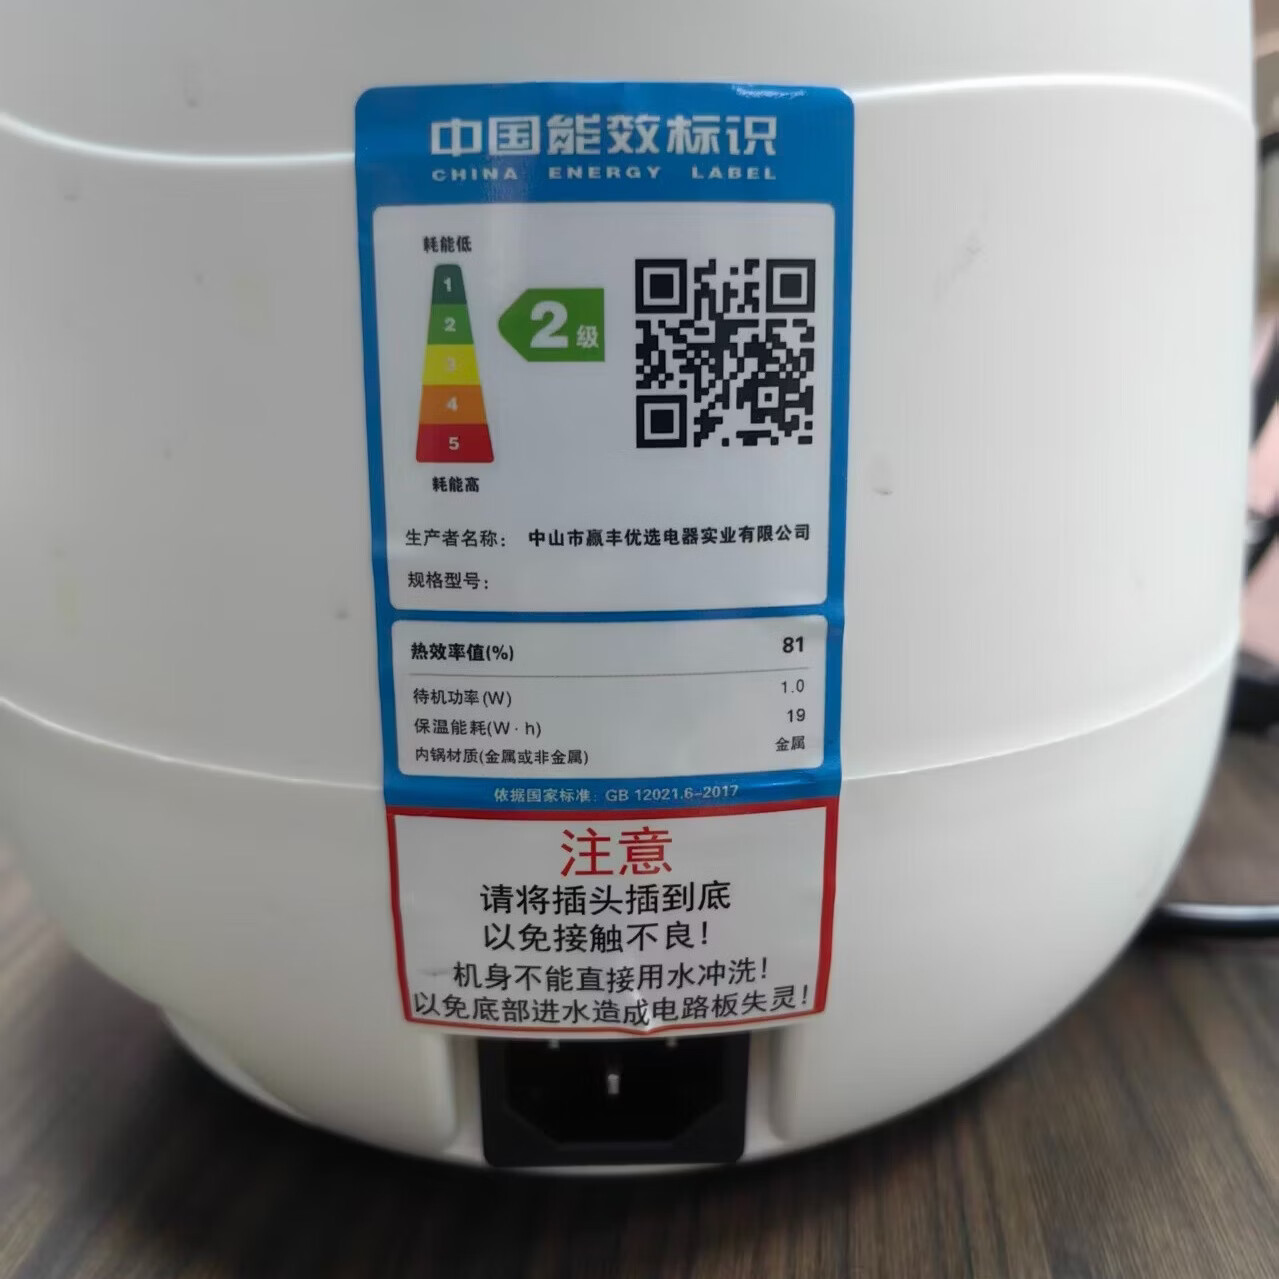 中国能效标识
CHINA ENERGY LABEL
耗能低
1
2
3
4
5
耗能高
2级
生产者名称： 中山市赢丰优选电器实业有限公司
规格型号：
热效率值(%) 81
待机功率(W) 1.0
保温能耗(W·h) 19
内锅材质(金属或非金属) 金属
依据国家标准：GB 12021.6-2017
注意
请将插头插到底
以免接触不良！
机身不能直接用水冲洗！
以免底部进水造成电路板失灵！